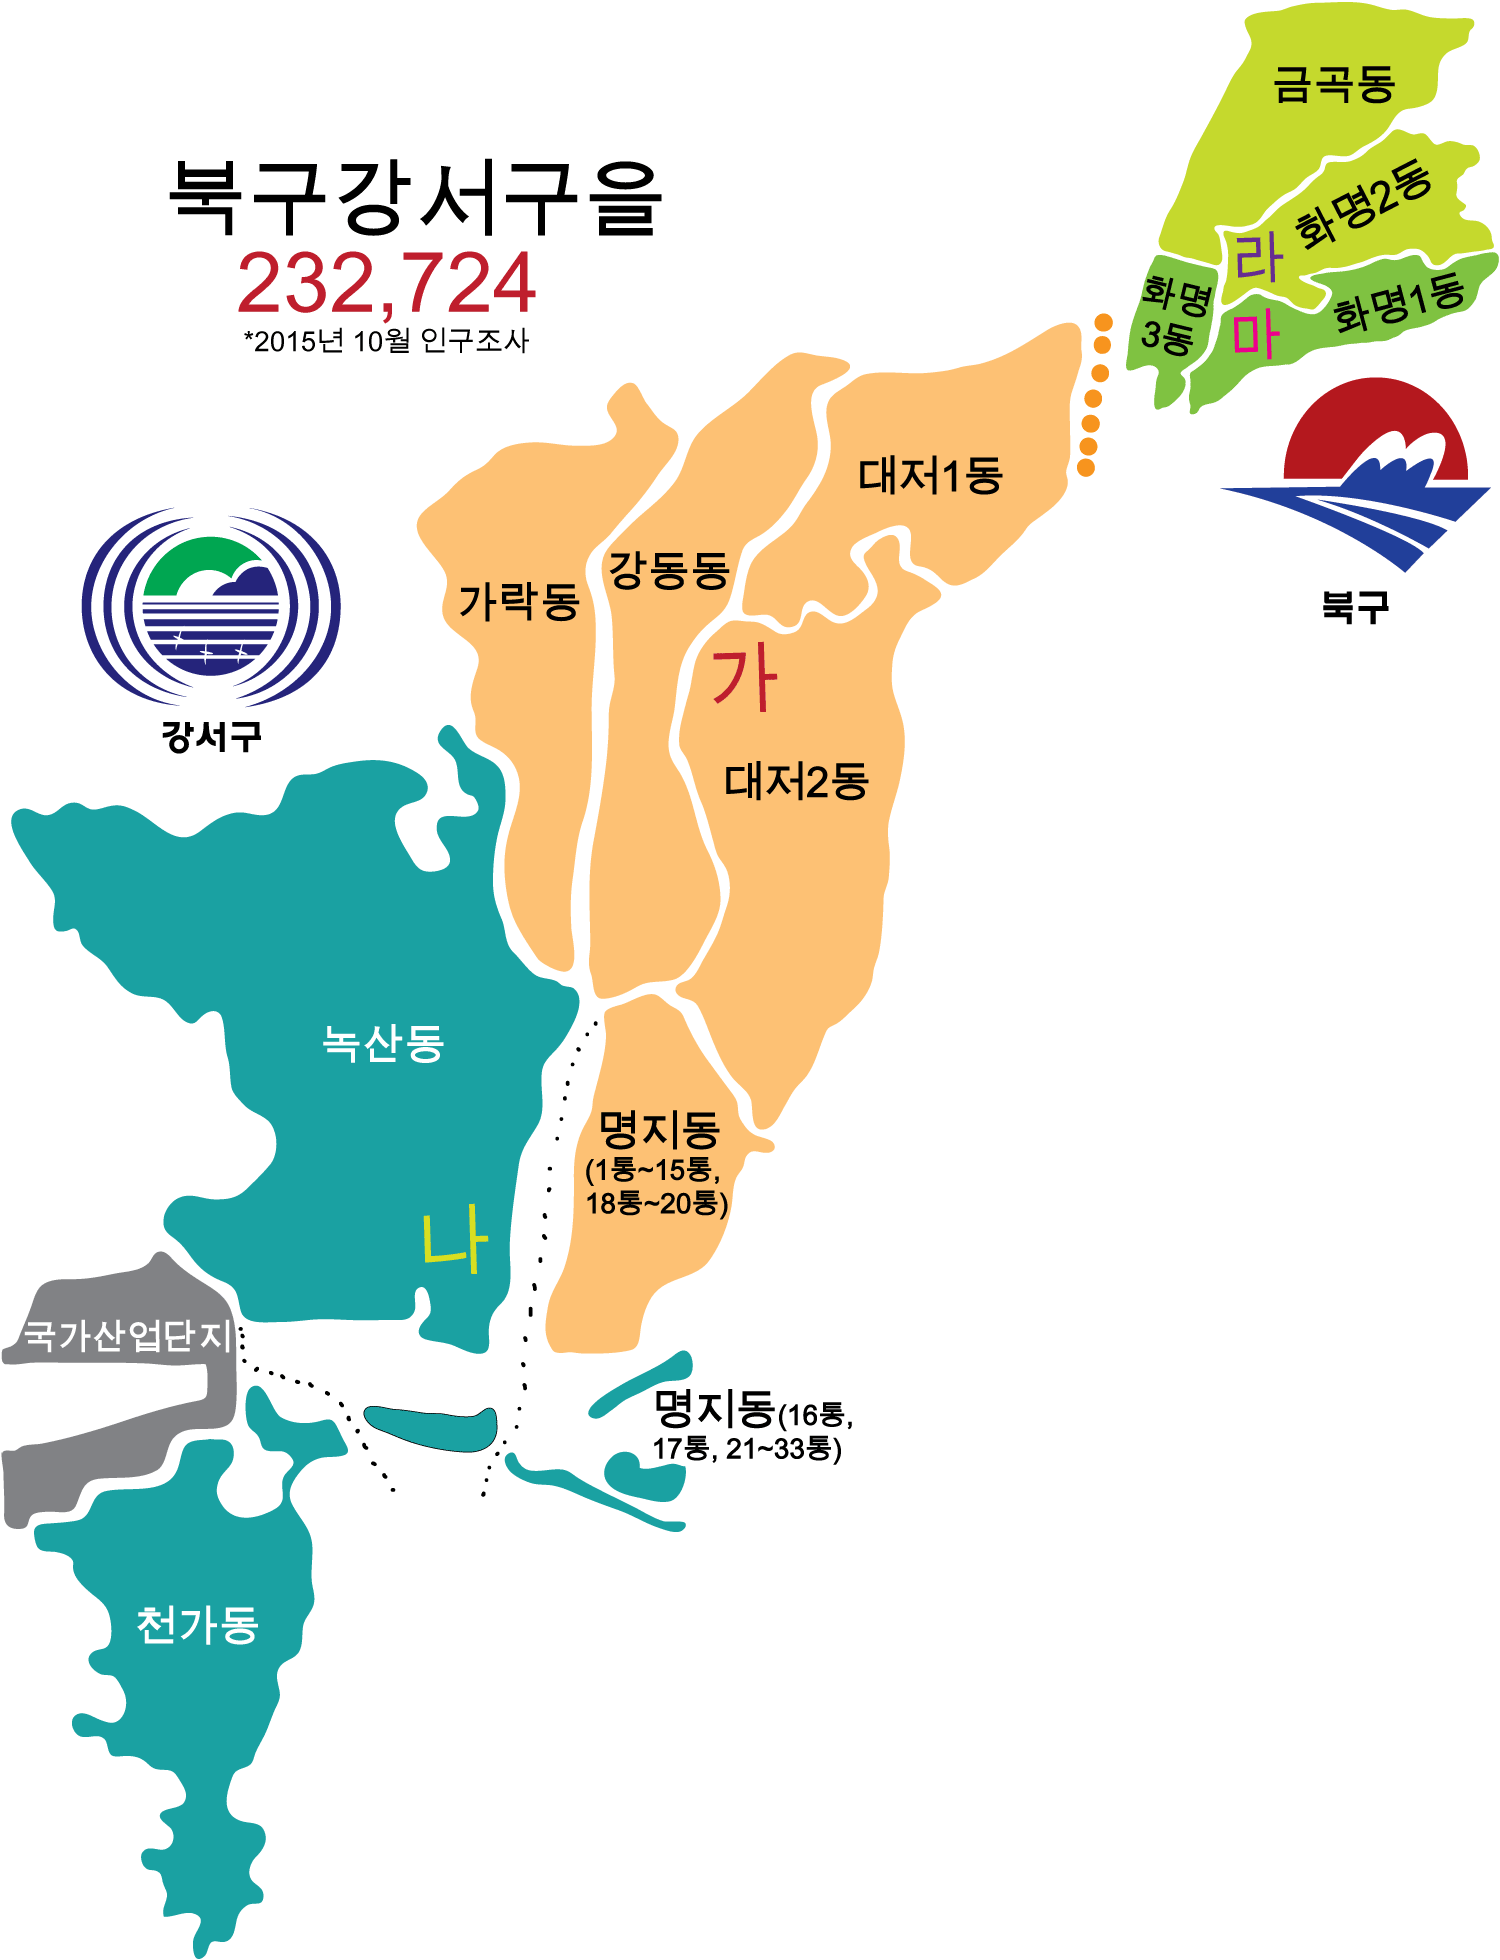 북구강서구을
232,724
*2015년 10월 인구조사
금곡동
화명2동
라
화명
3동
마
화명1동
북구
대저1동
강동동
가락동
가
대저2동
강서구
녹산동
명지동
(1통~15통,
18통~20통)
나
국가산업단지
명지동(16통,
17통, 21~33통)
천가동